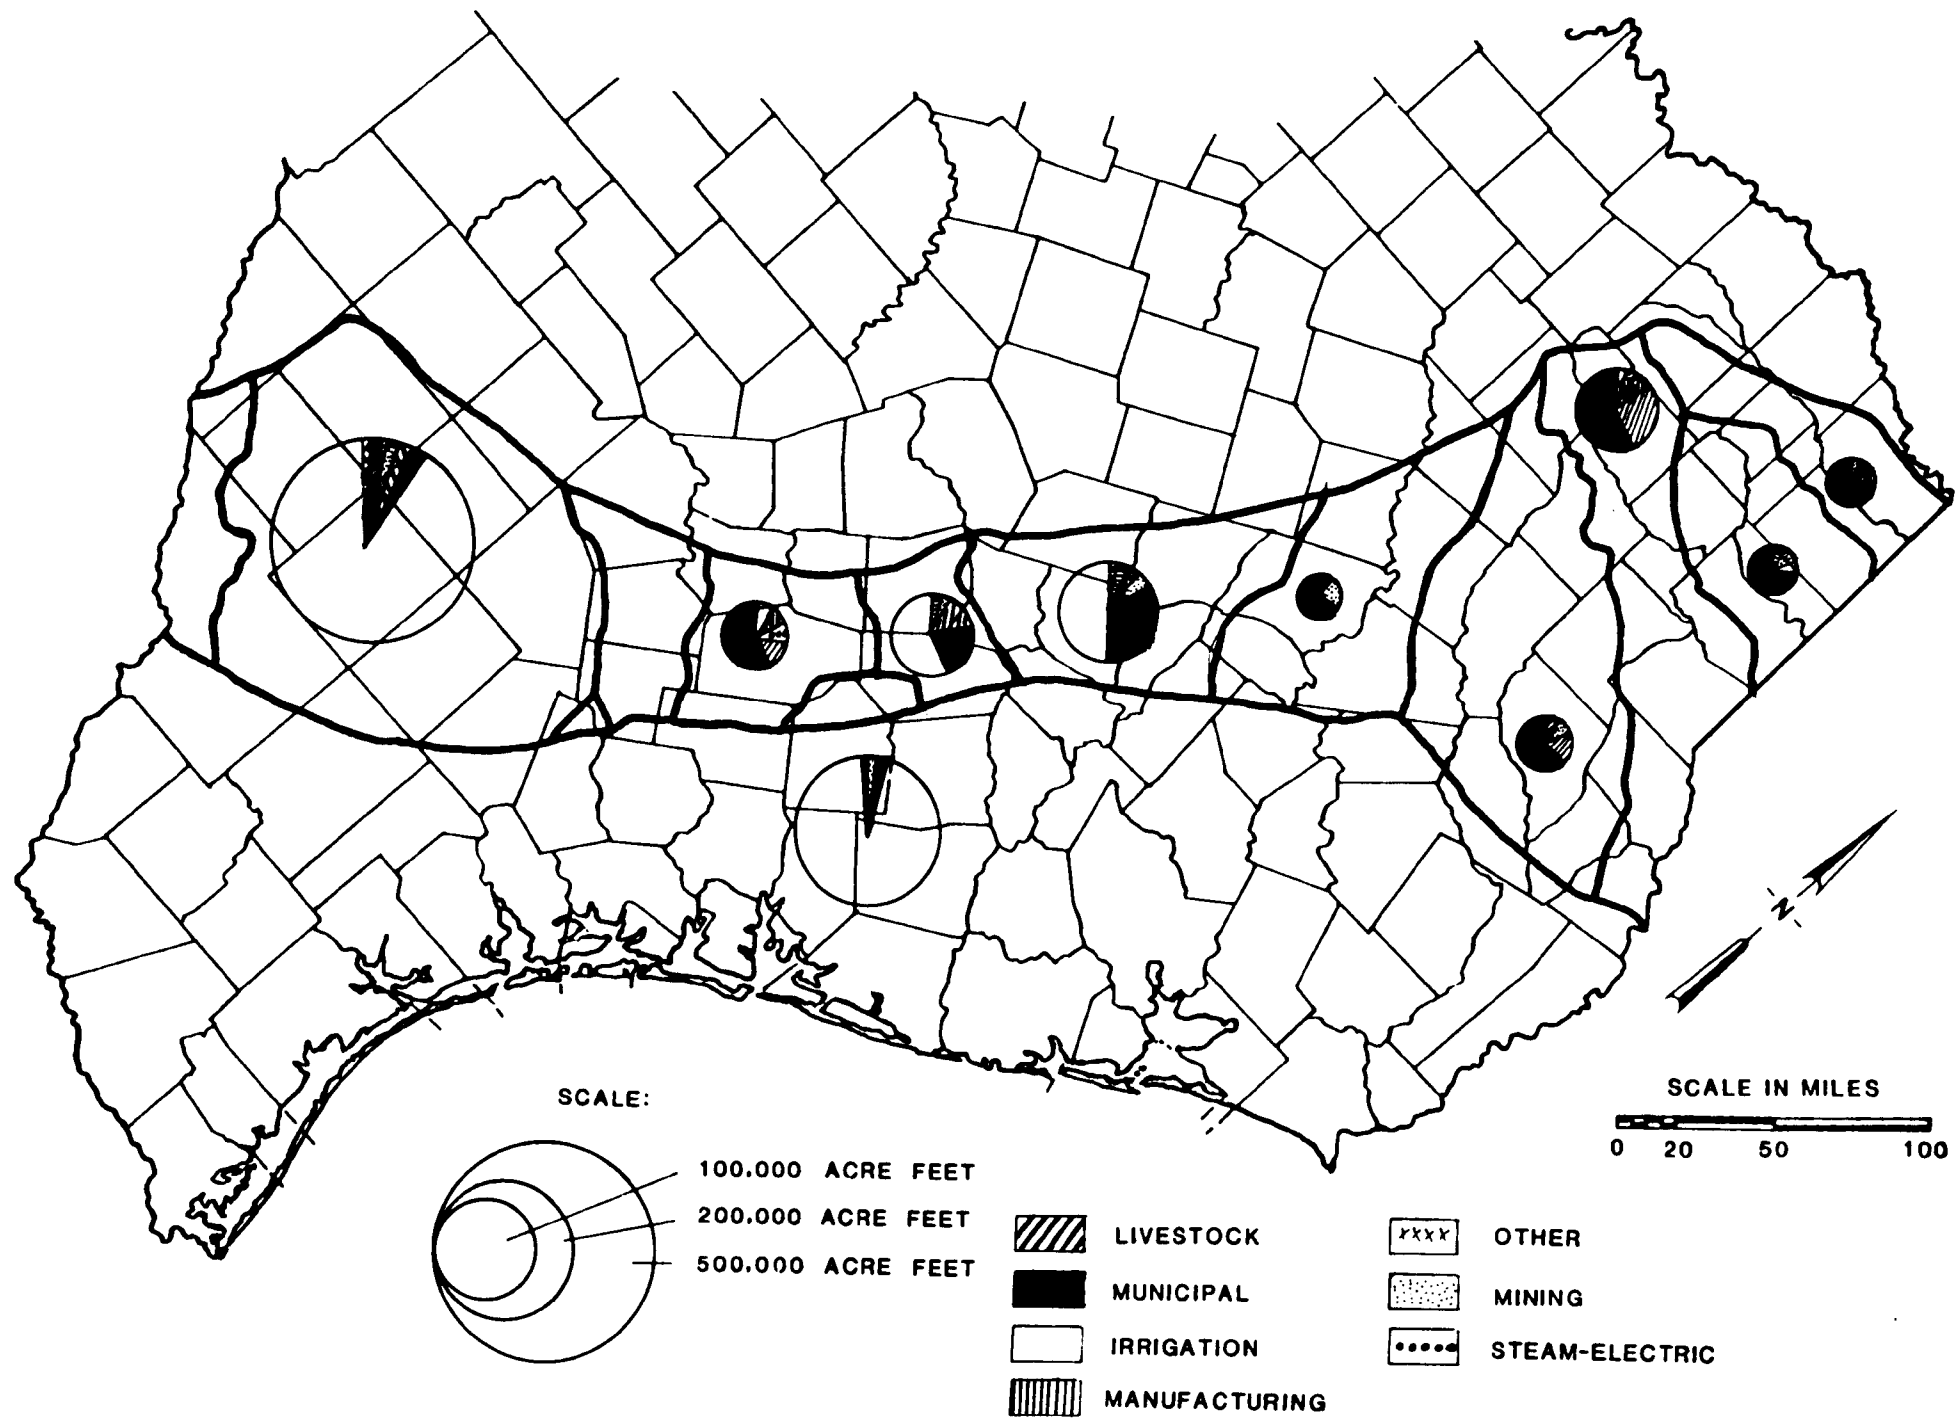 N
SCALE IN MILES
0 20 50 100
SCALE:
100.000 ACRE FEET
200.000 ACRE FEET
500.000 ACRE FEET
LIVESTOCK
MUNICIPAL
IRRIGATION
MANUFACTURING
xxxx OTHER
MINING
STEAM-ELECTRIC